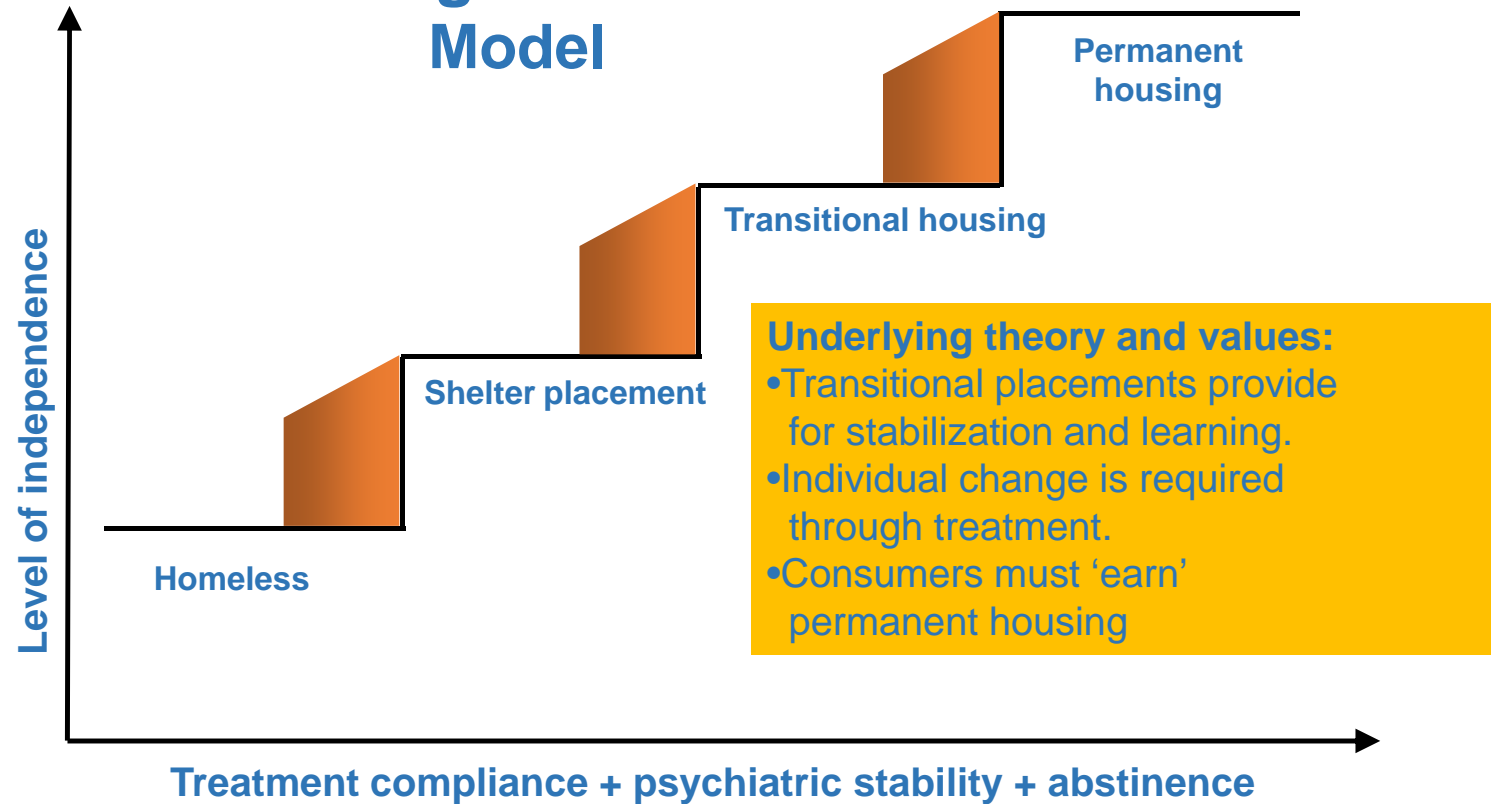 Model
Permanent
housing
Transitional housing
Shelter placement
Homeless
Level of independence
Underlying theory and values:
•Transitional placements provide
for stabilization and learning.
•Individual change is required
through treatment.
•Consumers must ‘earn’
permanent housing
Treatment compliance + psychiatric stability + abstinence